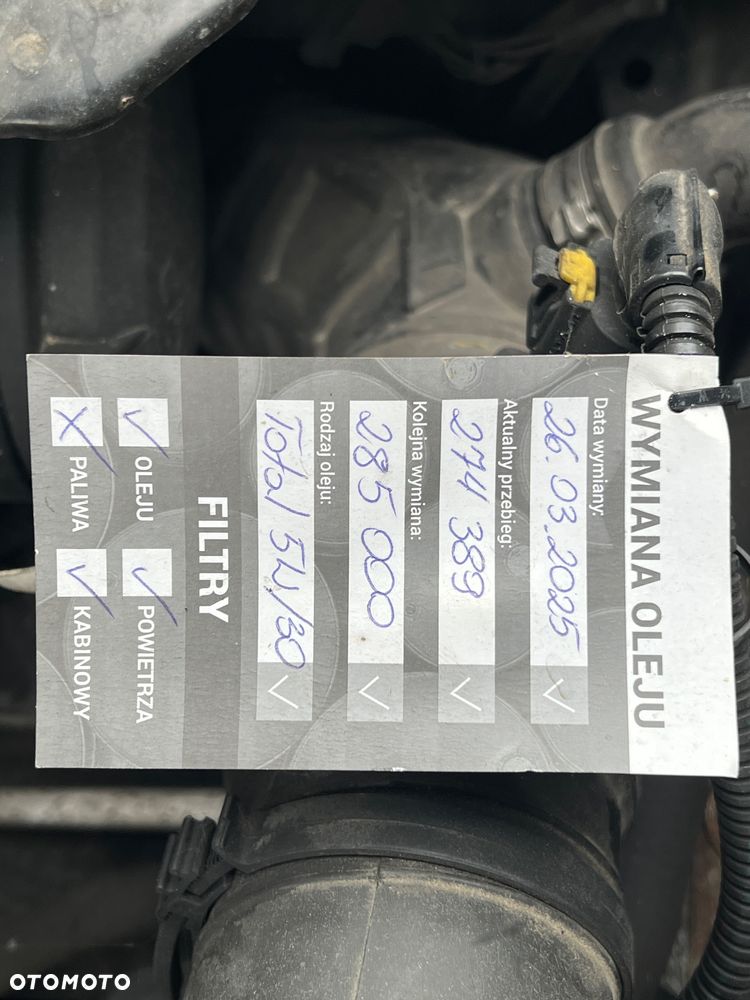 WYMIANA OLEJU
Data wymiany:
26.03.2025
Aktualny przebieg:
274 389
Kolejna wymiana:
285 000
Rodzaj oleju:
Total 5W/30
FILTRY
OLEJU POWIETRZA
PALIWA KABINOWY
OTOMOTO